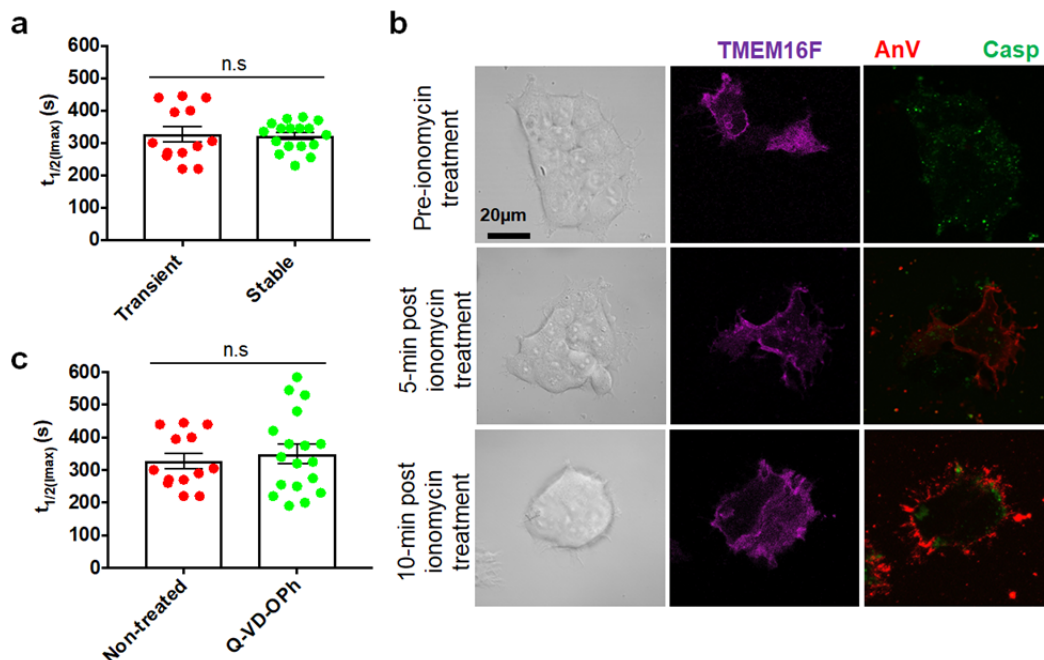 a
600
500
400
300
200
100
0
t1/2(Imax) (s)
n.s
Transient
Stable
b
TMEM16F
AnV
Casp
Pre-ionomycin
treatment
20µm
5-min post
ionomycin
treatment
10-min post
ionomycin
treatment
c
600
500
400
300
200
100
0
t1/2(Imax) (s)
n.s
Non-treated
Q-VD-OPh